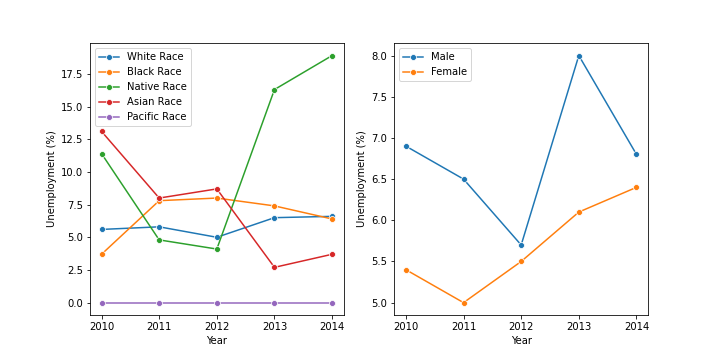 White Race
Black Race
Native Race
Asian Race
Pacific Race
17.5
15.0
12.5
10.0
7.5
5.0
2.5
0.0
Unemployment (%)
2010 2011 2012 2013 2014
Year
Male
Female
8.0
7.5
7.0
6.5
6.0
5.5
5.0
Unemployment (%)
2010 2011 2012 2013 2014
Year